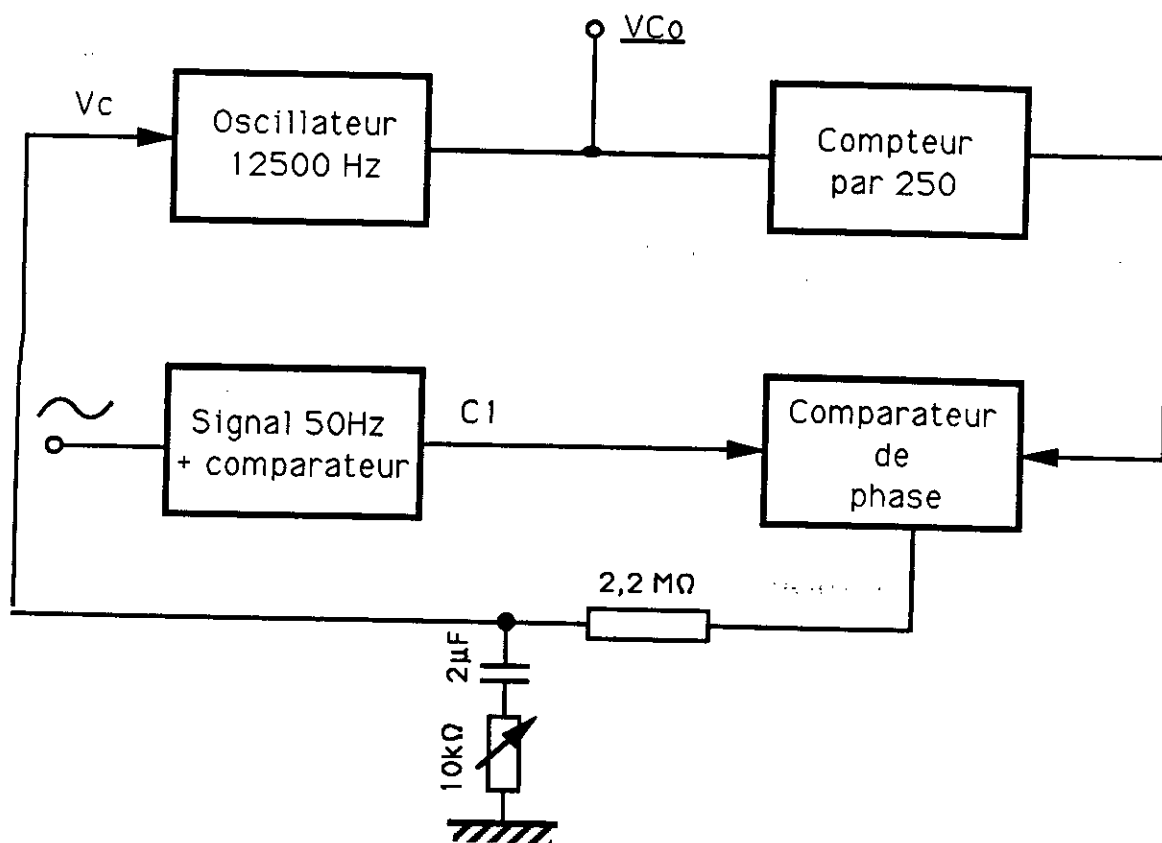 VCo
Vc
Oscillateur
12500 Hz
Compteur
par 250
Signal 50Hz
+ comparateur
C1
Comparateur
de
phase
2,2 MΩ
2µF
10kΩ